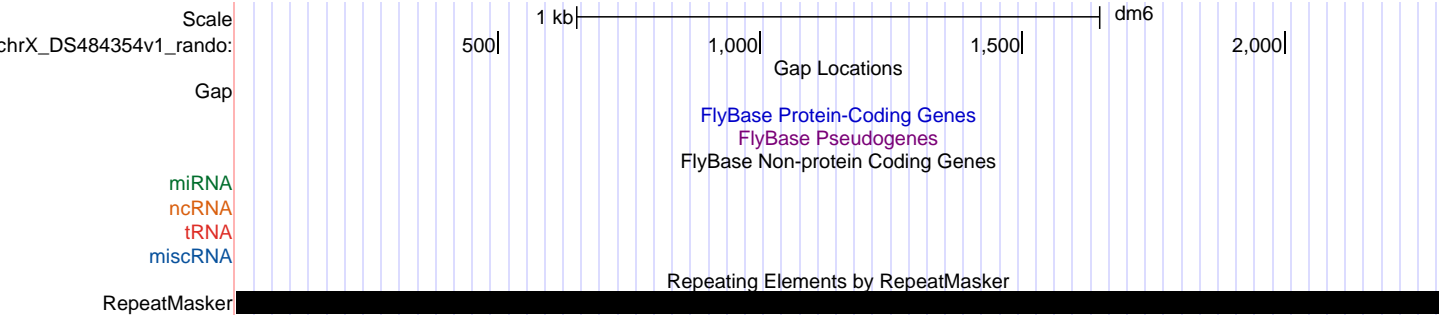 Scale 1 kb dm6
chrX_DS484354v1_rando: 500 1,000 1,500 2,000
Gap Locations
Gap
FlyBase Protein-Coding Genes
FlyBase Pseudogenes
FlyBase Non-protein Coding Genes
miRNA
ncRNA
tRNA
miscRNA
Repeating Elements by RepeatMasker
RepeatMasker